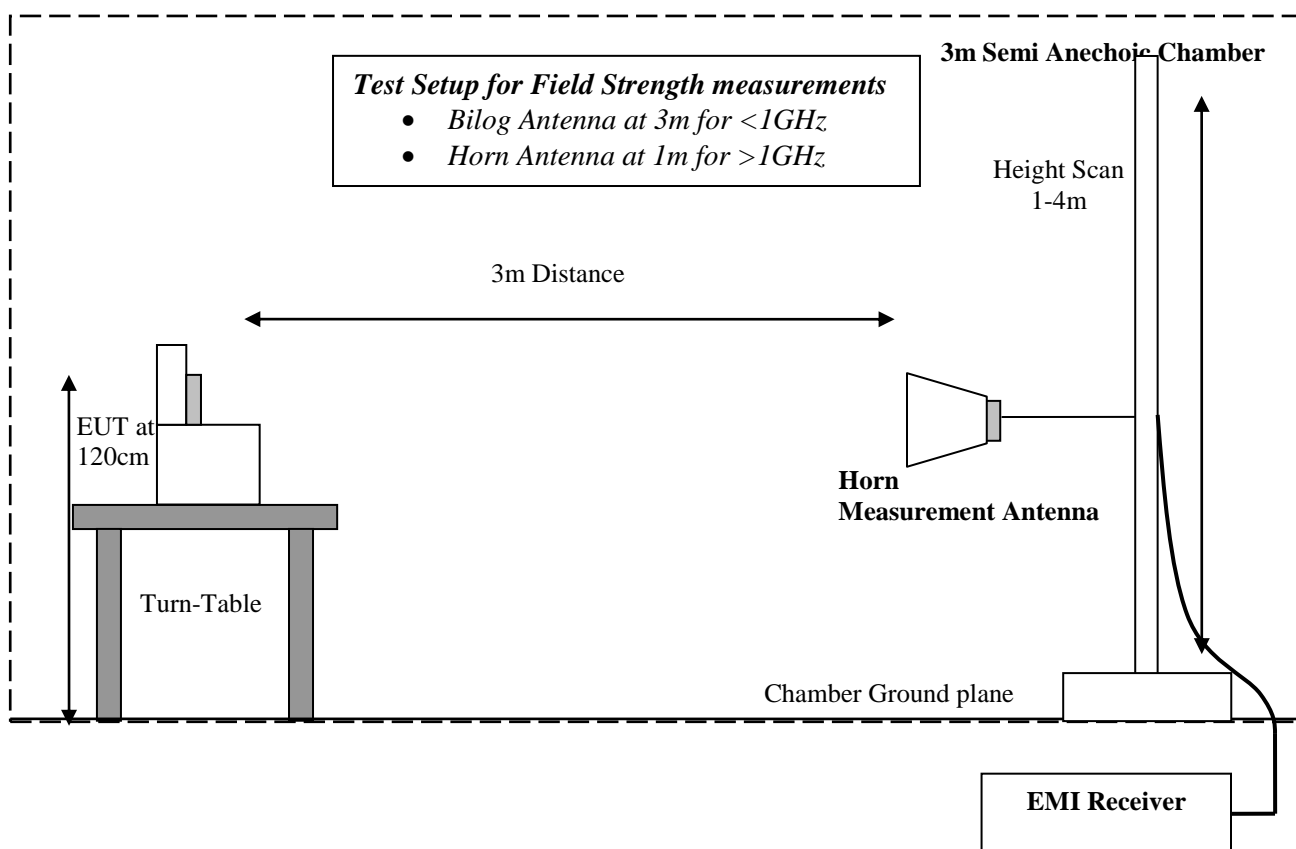 3m Semi Anechoic Chamber
Test Setup for Field Strength measurements
• Bilog Antenna at 3m for <1GHz
• Horn Antenna at 1m for >1GHz
Height Scan
1-4m
3m Distance
EUT at
120cm
Horn
Measurement Antenna
Turn-Table
Chamber Ground plane
EMI Receiver